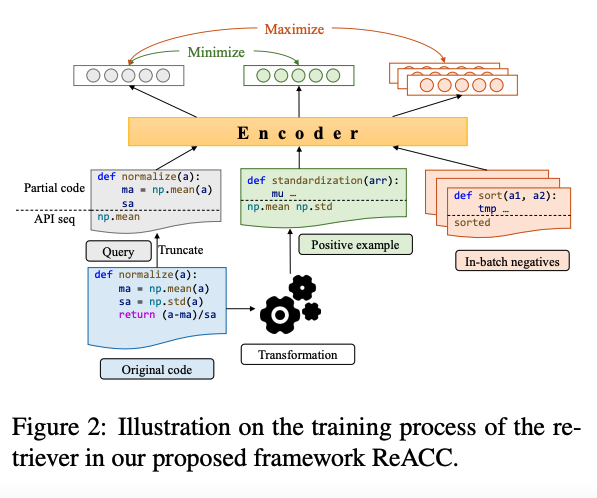 Maximize
Minimize
Encoder
Partial code
API seq
def normalize(a):
ma = np.mean(a)
sa
np.mean
def standardization(arr):
mu …
np.mean np.std
def sort(a1, a2):
tmp …
sorted
Query
Truncate
Positive example
In-batch negatives
def normalize(a):
ma = np.mean(a)
sa = np.std(a)
return (a-ma)/sa
Original code
Transformation
Figure 2: Illustration on the training process of the re-
triever in our proposed framework ReACC.